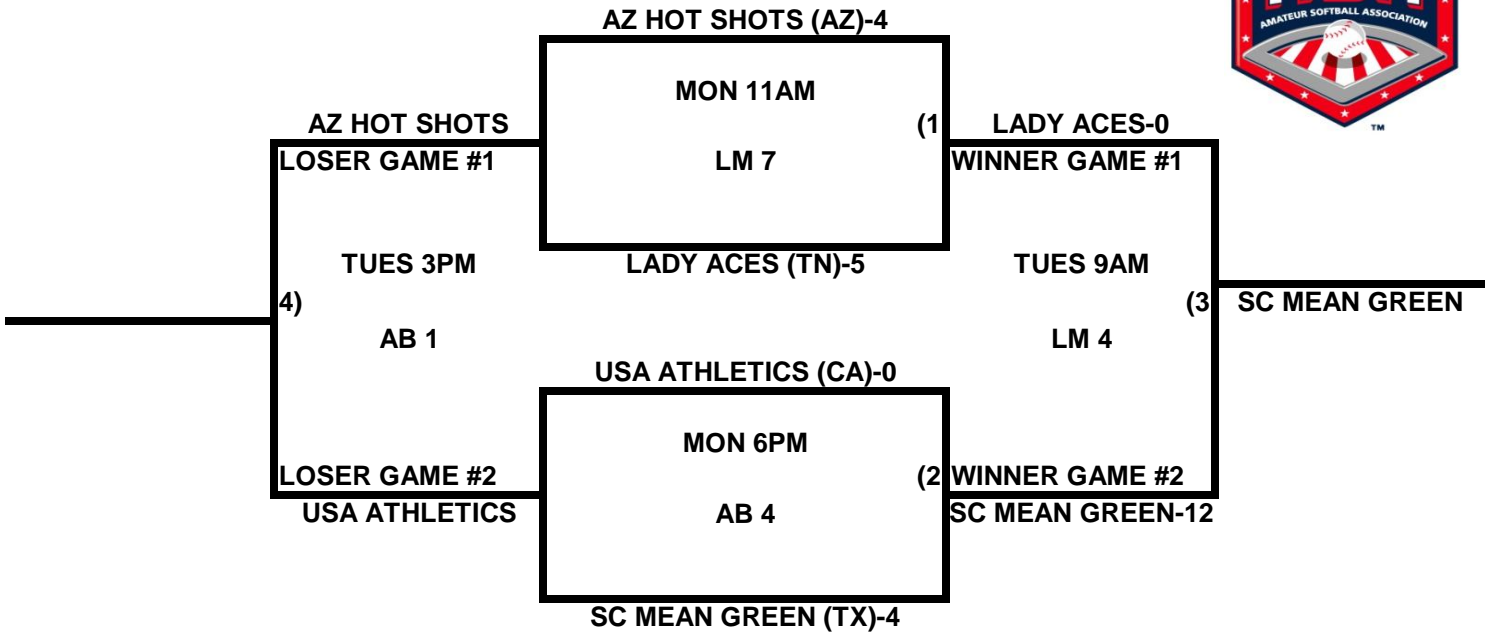 AZ HOT SHOTS (AZ)-4
AMATEUR SOFTBALL ASSOCIATION
TM
MON 11AM
AZ HOT SHOTS
(1
LADY ACES-0
LOSER GAME #1
LM 7
WINNER GAME #1
TUES 3PM
LADY ACES (TN)-5
TUES 9AM
4)
(3
SC MEAN GREEN
AB 1
LM 4
USA ATHLETICS (CA)-0
MON 6PM
LOSER GAME #2
(2
WINNER GAME #2
USA ATHLETICS
AB 4
SC MEAN GREEN-12
SC MEAN GREEN (TX)-4